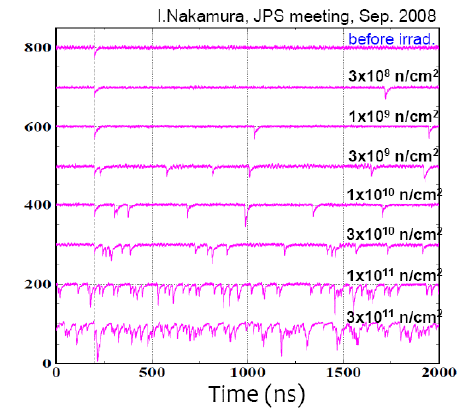 I.Nakamura, JPS meeting, Sep. 2008
800
before irrad.
3x10⁸ n/cm²
600
1x10⁹ n/cm²
3x10⁹ n/cm²
400
1x10¹⁰ n/cm²
3x10¹⁰ n/cm²
200
1x10¹¹ n/cm²
3x10¹¹ n/cm²
0
0 500 1000 1500 2000
Time (ns)